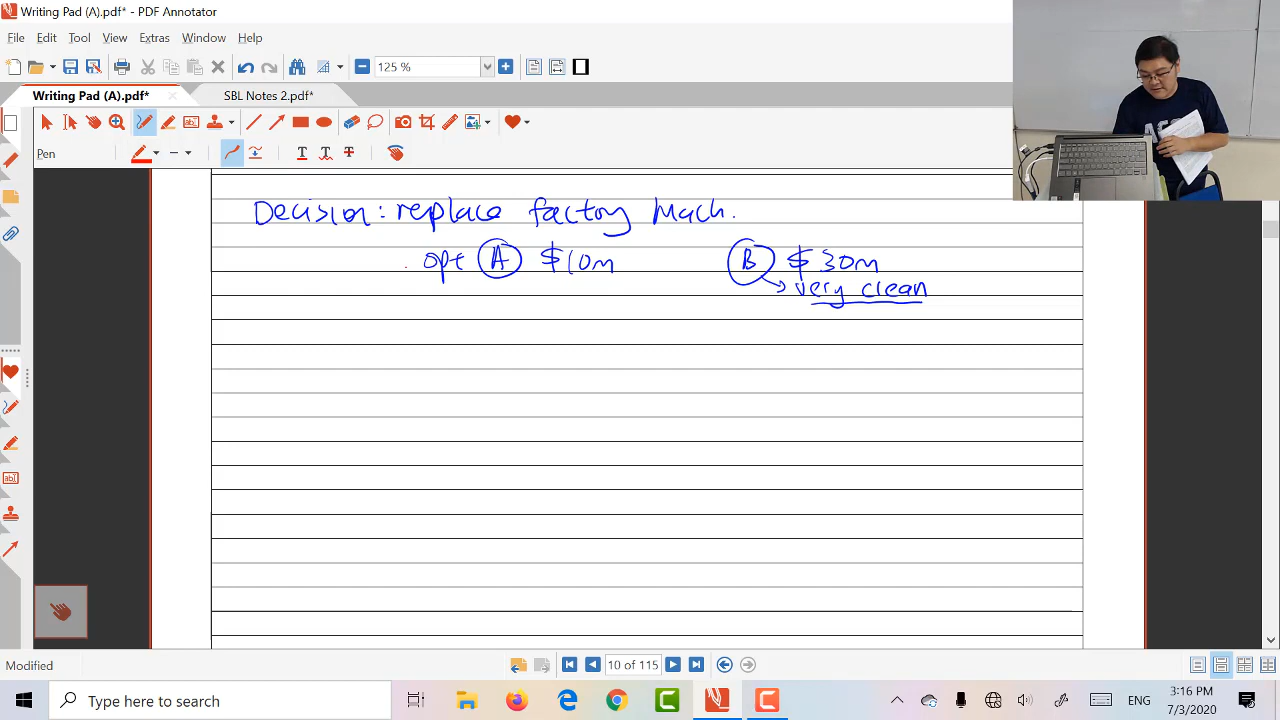 Writing Pad (A).pdf* - PDF Annotator
File Edit Tool View Extras Window Help
125 %
Writing Pad (A).pdf* SBL Notes 2.pdf*
Pen
Decision: replace factory Mach.
opt A $10m B $30m
very clean
Modified
10 of 115
Type here to search
ENG
3:16 PM
7/3/2020